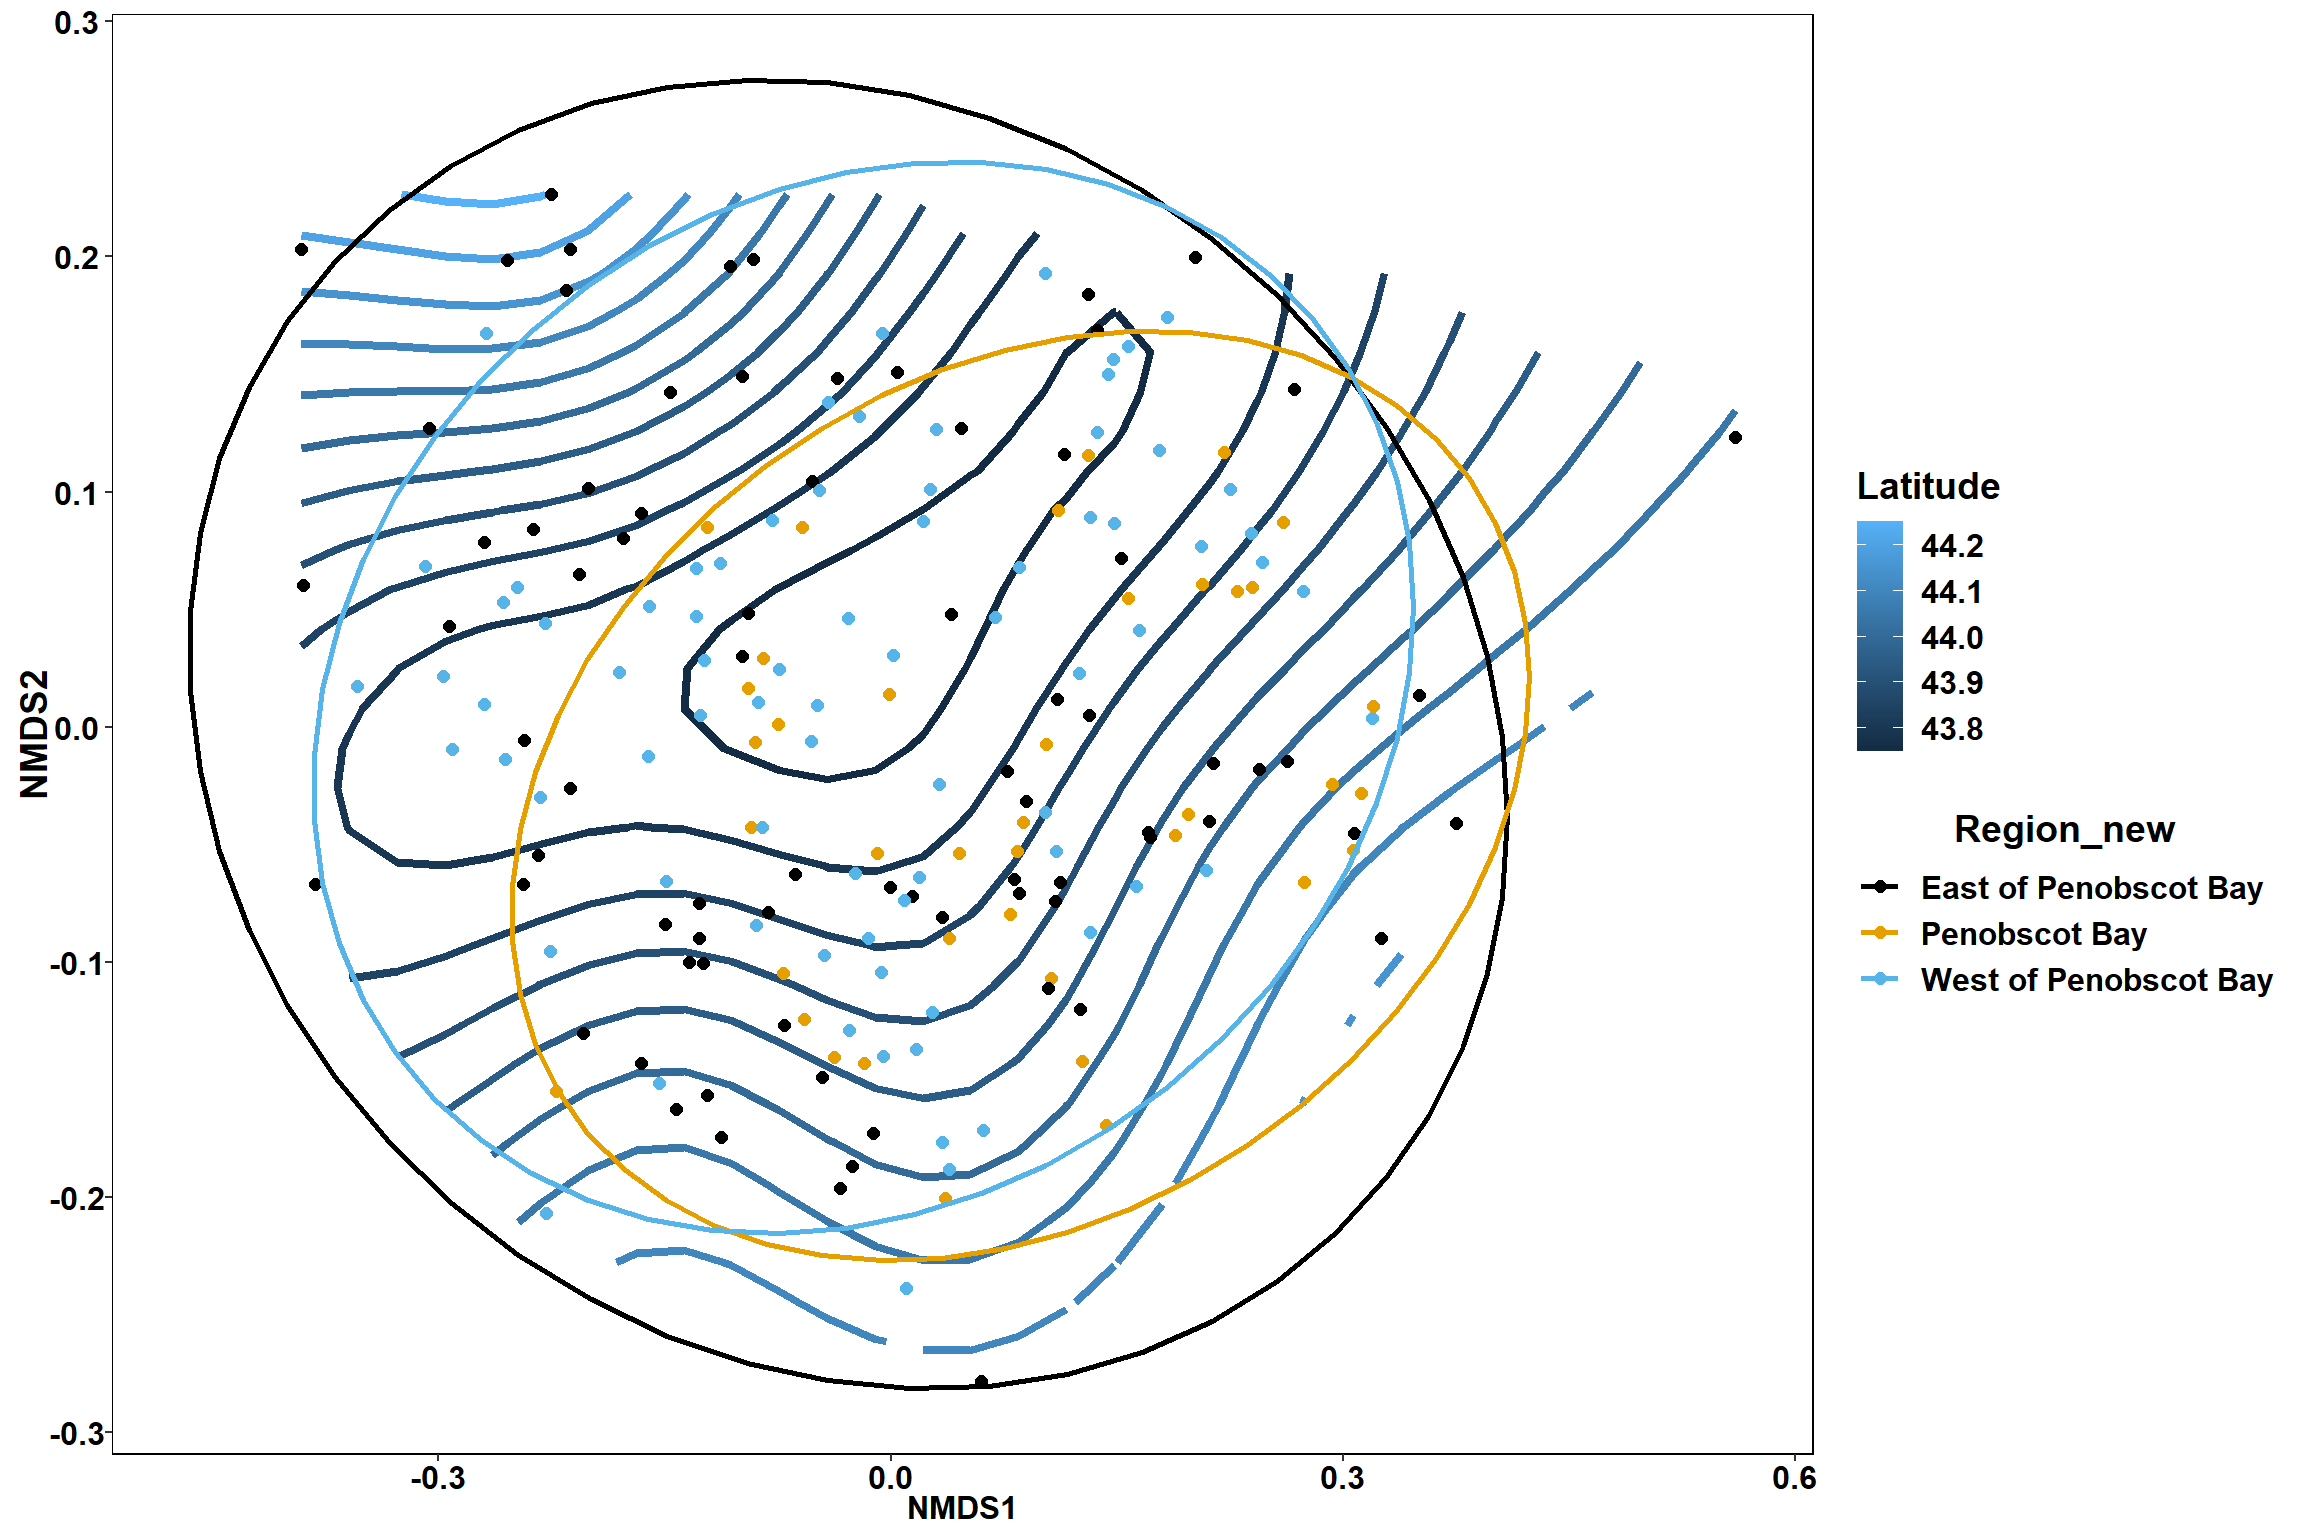 0.3
0.2
0.1
0.0
-0.1
-0.2
-0.3
NMDS2
-0.3
0.0
0.3
0.6
NMDS1
Latitude
44.2
44.1
44.0
43.9
43.8
Region_new
East of Penobscot Bay
Penobscot Bay
West of Penobscot Bay